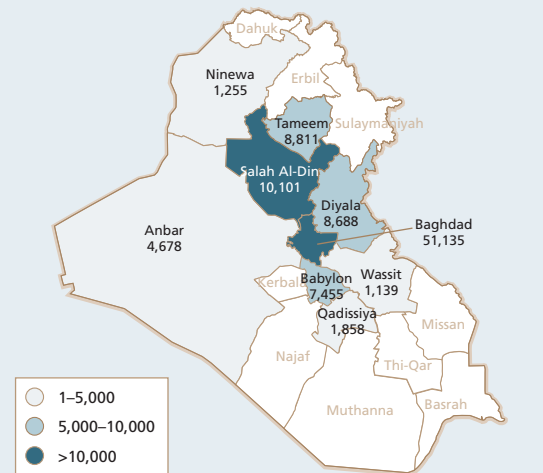 Dahuk
Ninewa
1,255
Erbil
Tameem
8,811
Sulaymaniyah
Salah Al-Din
10,101
Diyala
8,688
Anbar
4,678
Baghdad
51,135
Kerbala
Babylon
7,455
Wassit
1,139
Qadissiya
1,858
Missan
Najaf
Thi-Qar
Muthanna
Basrah
1–5,000
5,000–10,000
>10,000